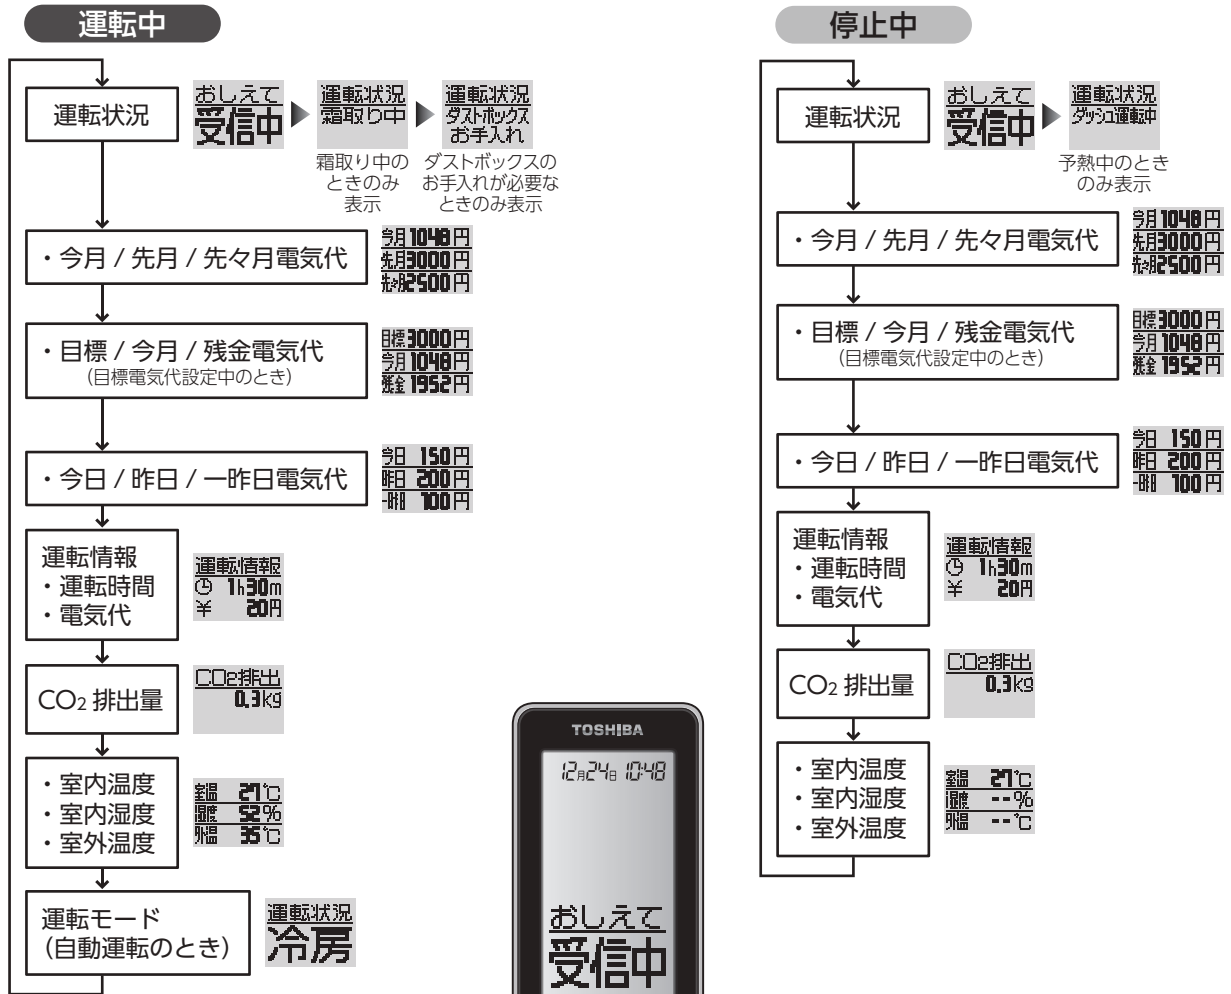 運転中
運転状況
おしえて
受信中
運転状況
霜取り中
運転状況
ダストボックス
お手入れ
霜取り中の
ときのみ
表示
ダストボックスの
お手入れが必要な
ときのみ表示
・今月 / 先月 / 先々月電気代
今月1048円
先月3000円
先々月2500円
・目標 / 今月 / 残金電気代
(目標電気代設定中のとき)
目標3000円
今月1048円
残金1952円
・今日 / 昨日 / 一昨日電気代
今日 150円
昨日 200円
一昨日 100円
運転情報
・運転時間
・電気代
運転情報
1h30m
¥ 20円
CO2 排出量
CO2排出
0.3kg
・室内温度
・室内湿度
・室外温度
室温 27℃
湿度 52%
外温 35℃
運転モード
(自動運転のとき)
運転状況
冷房
TOSHIBA
12月24日 10:48
おしえて
受信中
停止中
運転状況
おしえて
受信中
運転状況
ダッシュ運転中
予熱中のとき
のみ表示
・今月 / 先月 / 先々月電気代
今月1048円
先月3000円
先々月2500円
・目標 / 今月 / 残金電気代
(目標電気代設定中のとき)
目標3000円
今月1048円
残金1952円
・今日 / 昨日 / 一昨日電気代
今日 150円
昨日 200円
一昨日 100円
運転情報
・運転時間
・電気代
運転情報
1h30m
¥ 20円
CO2 排出量
CO2排出
0.3kg
・室内温度
・室内湿度
・室外温度
室温 27℃
湿度 --%
外温 --℃